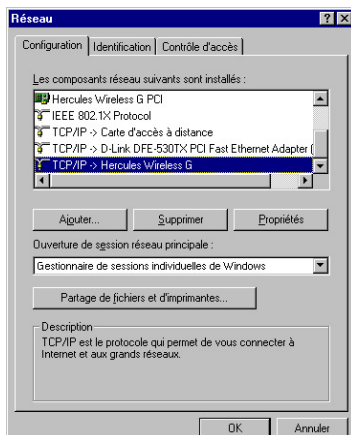 Réseau
Configuration Identification Contrôle d'accès
Les composants réseau suivants sont installés :
Hercules Wireless G PCI
IEEE 802.1X Protocol
TCP/IP -> Carte d'accès à distance
TCP/IP -> D-Link DFE-530TX PCI Fast Ethernet Adapter (
TCP/IP -> Hercules Wireless G
Ajouter... Supprimer Propriétés
Ouverture de session réseau principale :
Gestionnaire de sessions individuelles de Windows
Partage de fichiers et d'imprimantes...
Description
TCP/IP est le protocole qui permet de vous connecter à
Internet et aux grands réseaux.
OK Annuler